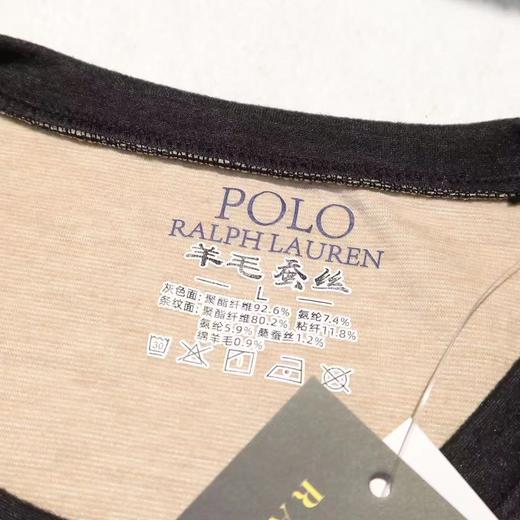 POLO
RALPH LAUREN
羊毛蚕丝
L
灰色面：聚酯纤维92.6% 氨纶7.4%
条纹面：聚酯纤维80.2% 粘纤11.8%
氨纶5.9% 桑蚕丝1.2%
绵羊毛0.9%
30
RA